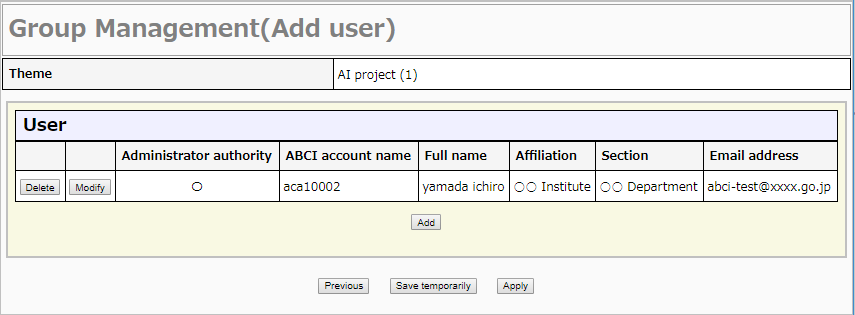 Group Management(Add user)
Theme AI project (1)
User
Administrator authority ABCI account name Full name Affiliation Section Email address
Delete Modify ○ aca10002 yamada ichiro ○○ Institute ○○ Department abci-test@xxxx.go.jp
Add
Previous Save temporarily Apply